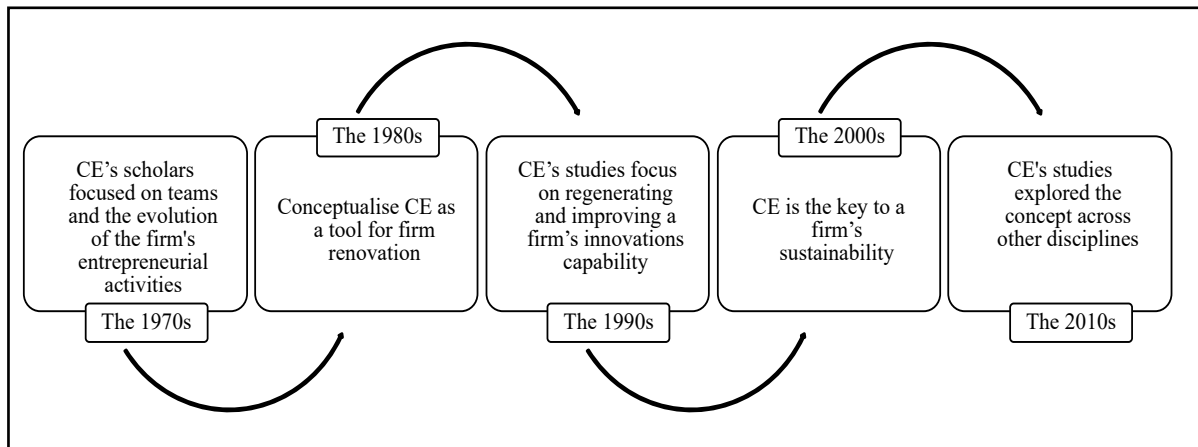 CE’s scholars
focused on teams
and the evolution
of the firm's
entrepreneurial
activities
The 1970s
The 1980s
Conceptualise CE as
a tool for firm
renovation
CE’s studies focus
on regenerating
and improving a
firm’s innovations
capability
The 1990s
The 2000s
CE is the key to a
firm’s
sustainability
CE's studies
explored the
concept across
other disciplines
The 2010s